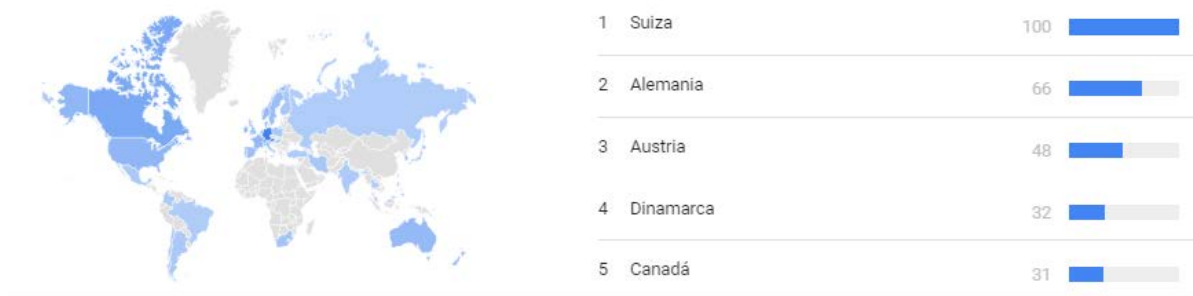 1 Suiza 100
2 Alemania 66
3 Austria 48
4 Dinamarca 32
5 Canadá 31